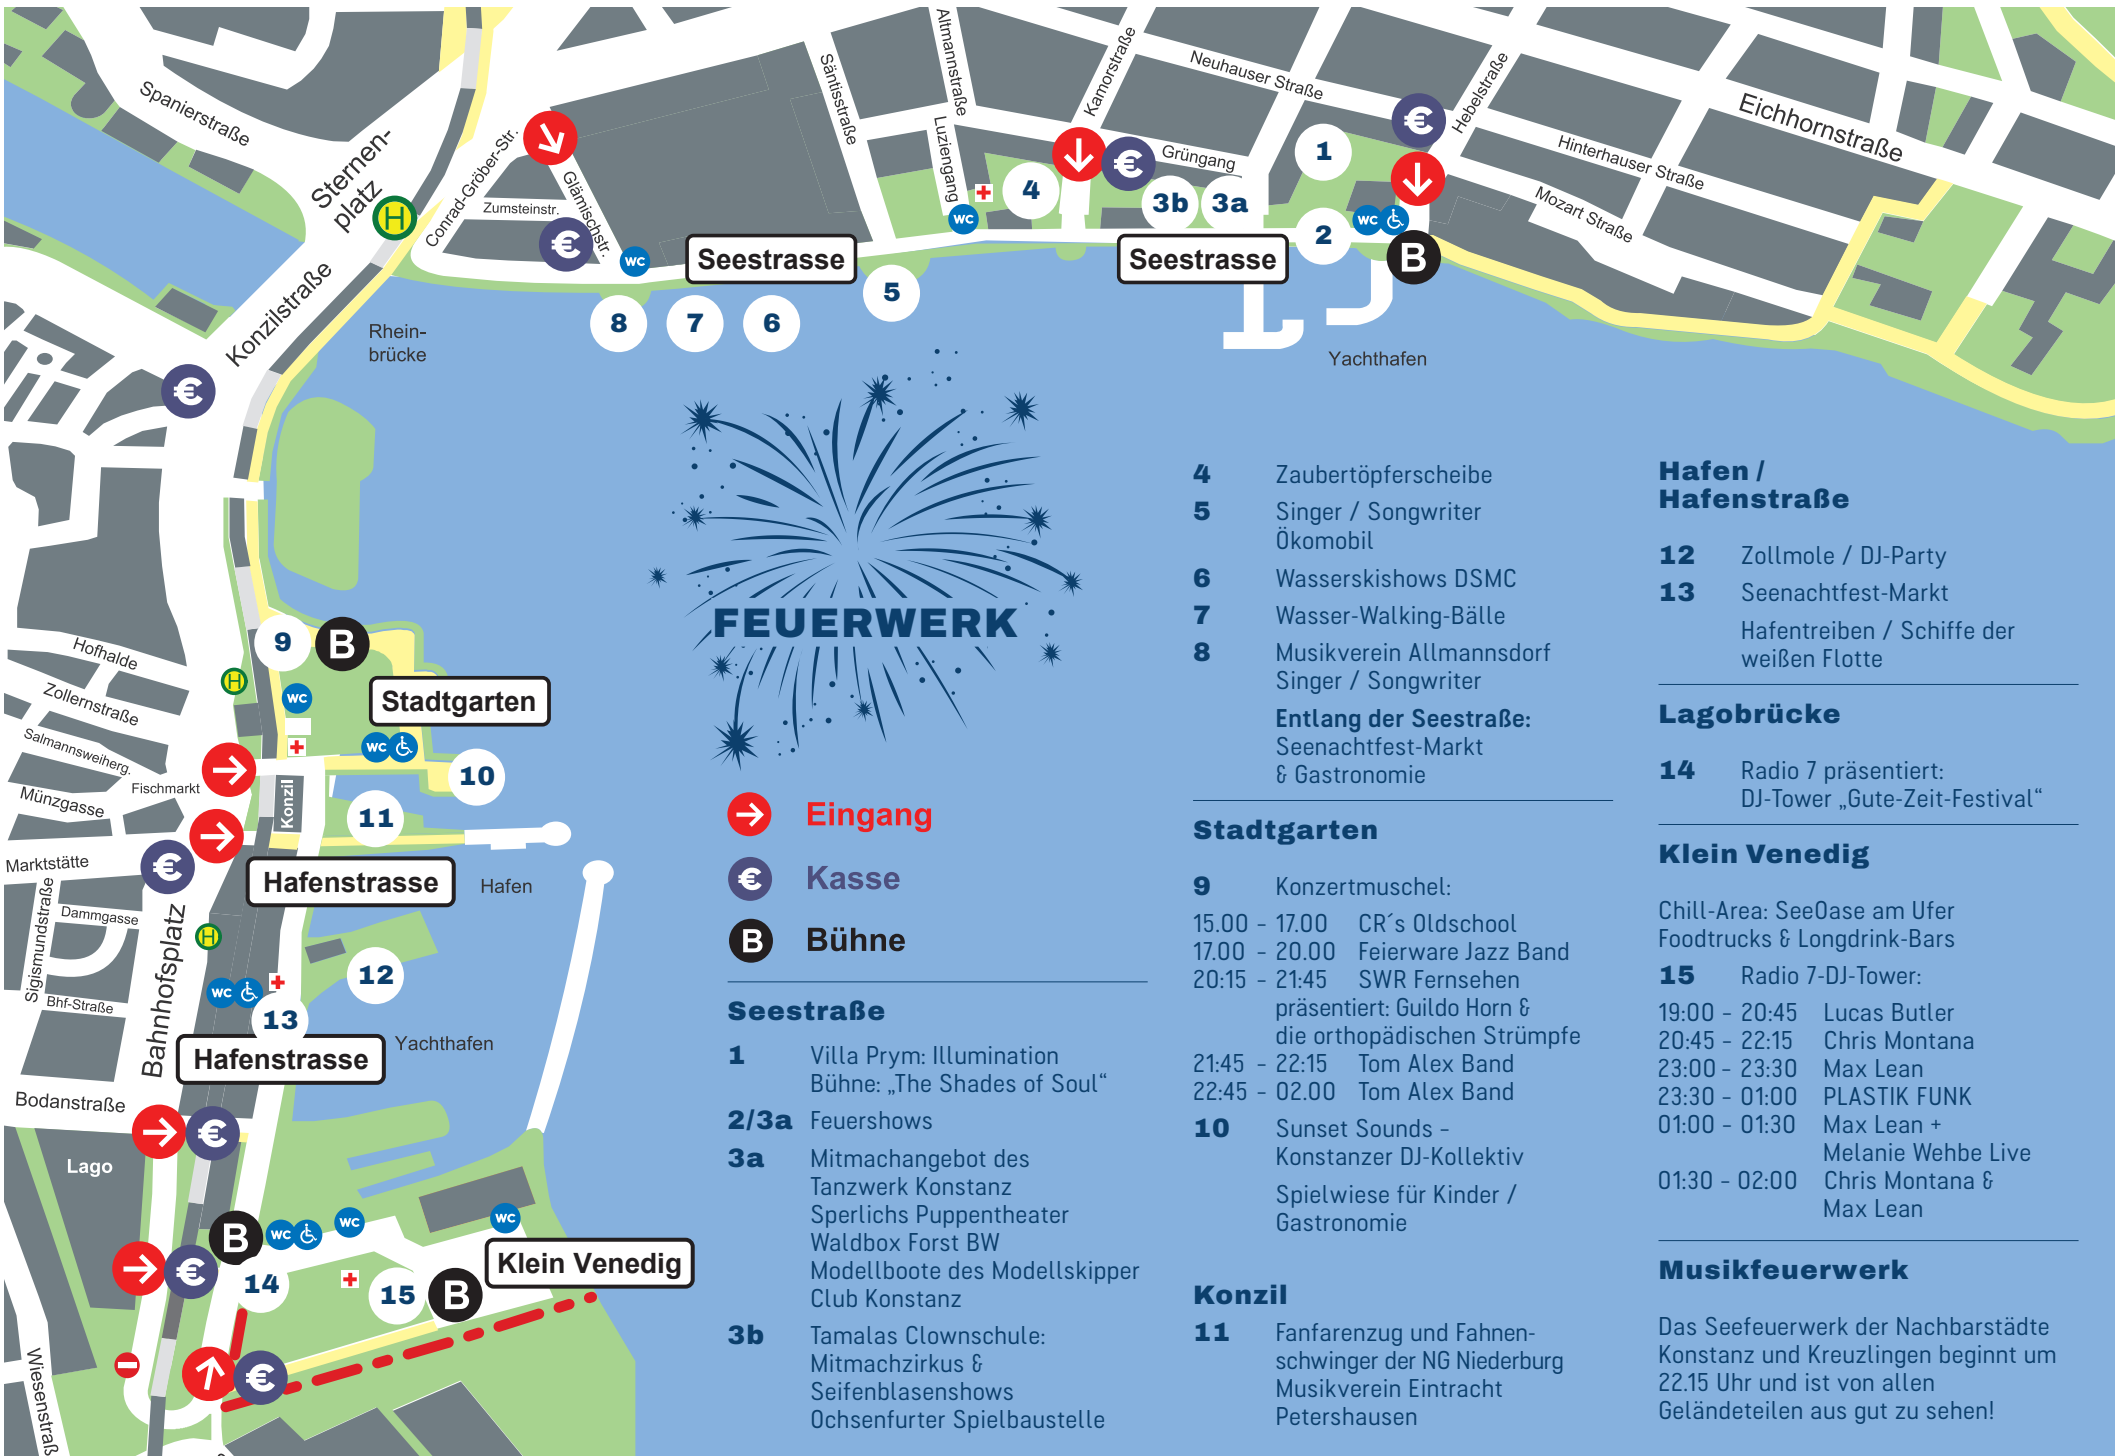 Spanierstraße
Sternen-
platz
H
Conrad-Gröber-Str.
Zumsteinstr.
Glärnischstr.
Säntisstraße
Altmannstraße
Luziengang
Kamorstraße
Grüngang
Neuhauser Straße
Hebelstraße
Hinterhauser Straße
Mozart Straße
Eichhornstraße
€
€
€
1
4
3b
3a
2
WC
WC
WC
B
Seestrasse
Seestrasse
5
8
7
6
Konzilstraße
Rhein-
brücke
Yachthafen
€
9
B
Hofhalde
Zollernstraße
Salmannsweiherg.
Fischmarkt
Münzgasse
Marktstätte
Sigismundstraße
Dammgasse
Bhf-Straße
Bahnhofsplatz
Bodanstraße
H
WC
Stadtgarten
WC
10
Konzil
11
€
Hafenstrasse
Hafen
H
12
WC
13
Hafenstrasse
Yachthafen
€
Lago
B
WC
WC
WC
€
14
15
B
Klein Venedig
€
Wiesenstraß
FEUERWERK
Eingang
€ Kasse
B Bühne
Seestraße
1 Villa Prym: Illumination
Bühne: „The Shades of Soul“
2/3a Feuershows
3a Mitmachangebot des
Tanzwerk Konstanz
Sperlichs Puppentheater
Waldbox Forst BW
Modellboote des Modellskipper
Club Konstanz
3b Tamalas Clownschule:
Mitmachzirkus &
Seifenblasenshows
Ochsenfurter Spielbaustelle
4 Zaubertöpferscheibe
5 Singer / Songwriter
Ökomobil
6 Wasserskishows DSMC
7 Wasser-Walking-Bälle
8 Musikverein Allmannsdorf
Singer / Songwriter
Entlang der Seestraße:
Seenachtfest-Markt
& Gastronomie
Stadtgarten
9 Konzertmuschel:
15.00 - 17.00 CR´s Oldschool
17.00 - 20.00 Feierware Jazz Band
20:15 - 21:45 SWR Fernsehen
präsentiert: Guildo Horn &
die orthopädischen Strümpfe
21:45 - 22:15 Tom Alex Band
22:45 - 02.00 Tom Alex Band
10 Sunset Sounds -
Konstanzer DJ-Kollektiv
Spielwiese für Kinder /
Gastronomie
Konzil
11 Fanfarenzug und Fahnen-
schwinger der NG Niederburg
Musikverein Eintracht
Petershausen
Hafen /
Hafenstraße
12 Zollmole / DJ-Party
13 Seenachtfest-Markt
Hafentreiben / Schiffe der
weißen Flotte
Lagobrücke
14 Radio 7 präsentiert:
DJ-Tower „Gute-Zeit-Festival“
Klein Venedig
Chill-Area: SeeOase am Ufer
Foodtrucks & Longdrink-Bars
15 Radio 7-DJ-Tower:
19:00 - 20:45 Lucas Butler
20:45 - 22:15 Chris Montana
23:00 - 23:30 Max Lean
23:30 - 01:00 PLASTIK FUNK
01:00 - 01:30 Max Lean +
Melanie Wehbe Live
01:30 - 02:00 Chris Montana &
Max Lean
Musikfeuerwerk
Das Seefeuerwerk der Nachbarstädte
Konstanz und Kreuzlingen beginnt um
22.15 Uhr und ist von allen
Geländeteilen aus gut zu sehen!